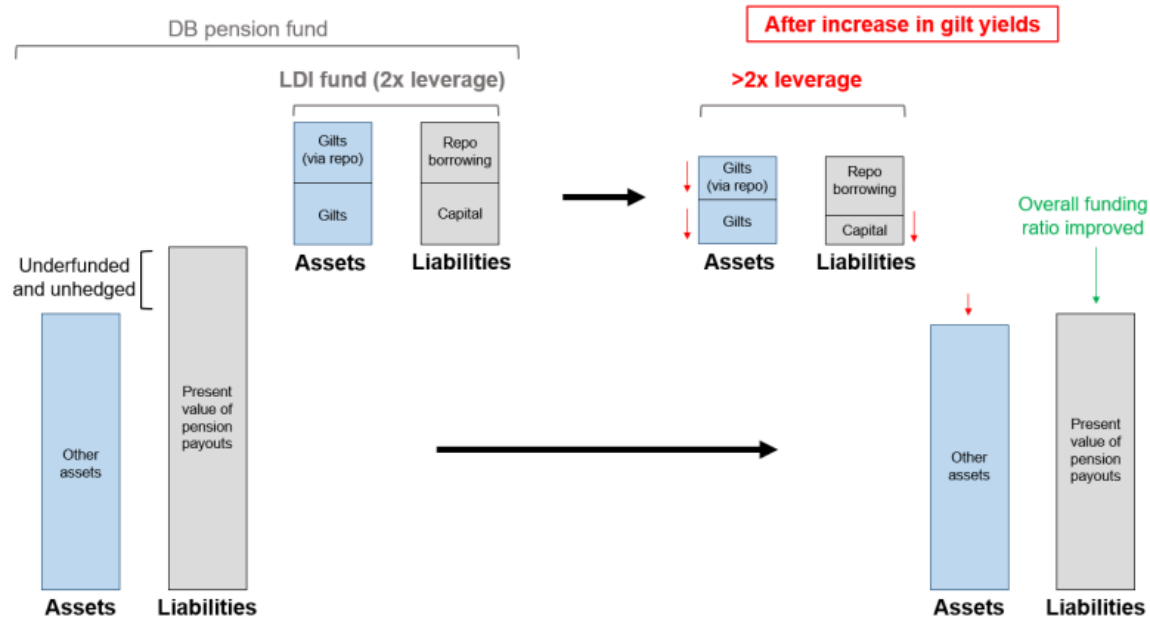 DB pension fund
LDI fund (2x leverage)
Gilts
(via repo)
Gilts
Repo
borrowing
Capital
Assets
Liabilities
Underfunded
and unhedged
Other
assets
Present
value of
pension
payouts
Assets
Liabilities
After increase in gilt yields
>2x leverage
Gilts
(via repo)
Gilts
Repo
borrowing
Capital
Assets
Liabilities
Overall funding
ratio improved
Other
assets
Present
value of
pension
payouts
Assets
Liabilities